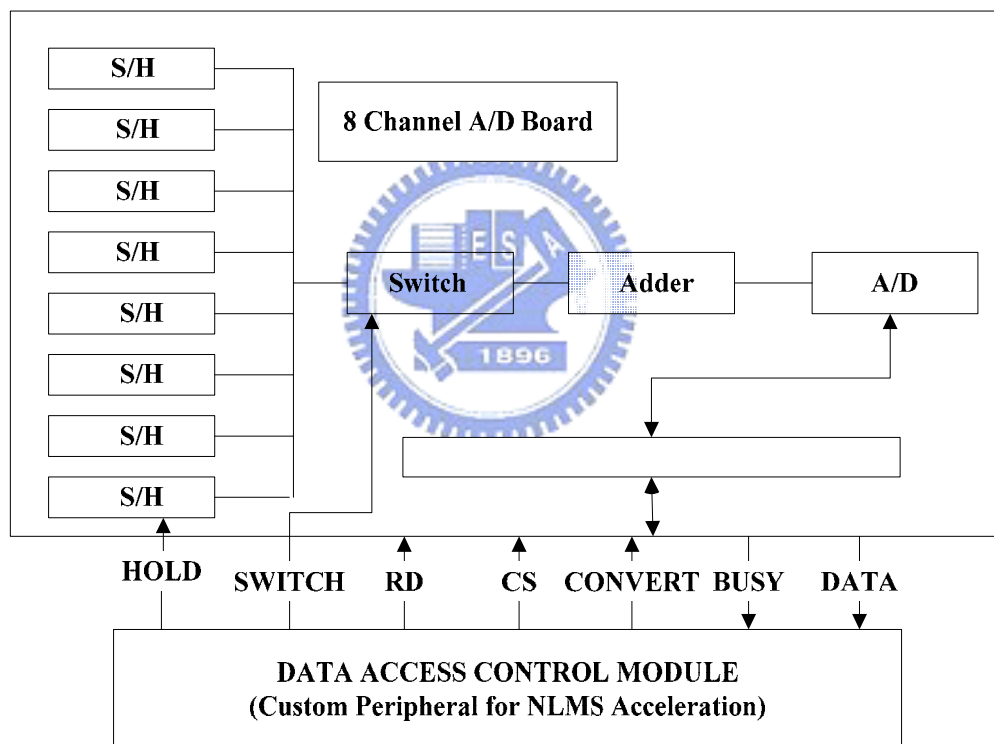 S/H
S/H
S/H
S/H
S/H
S/H
S/H
S/H
8 Channel A/D Board
ESA
Switch
Adder
A/D
1896
HOLD
SWITCH
RD
CS
CONVERT
BUSY
DATA
DATA ACCESS CONTROL MODULE
(Custom Peripheral for NLMS Acceleration)